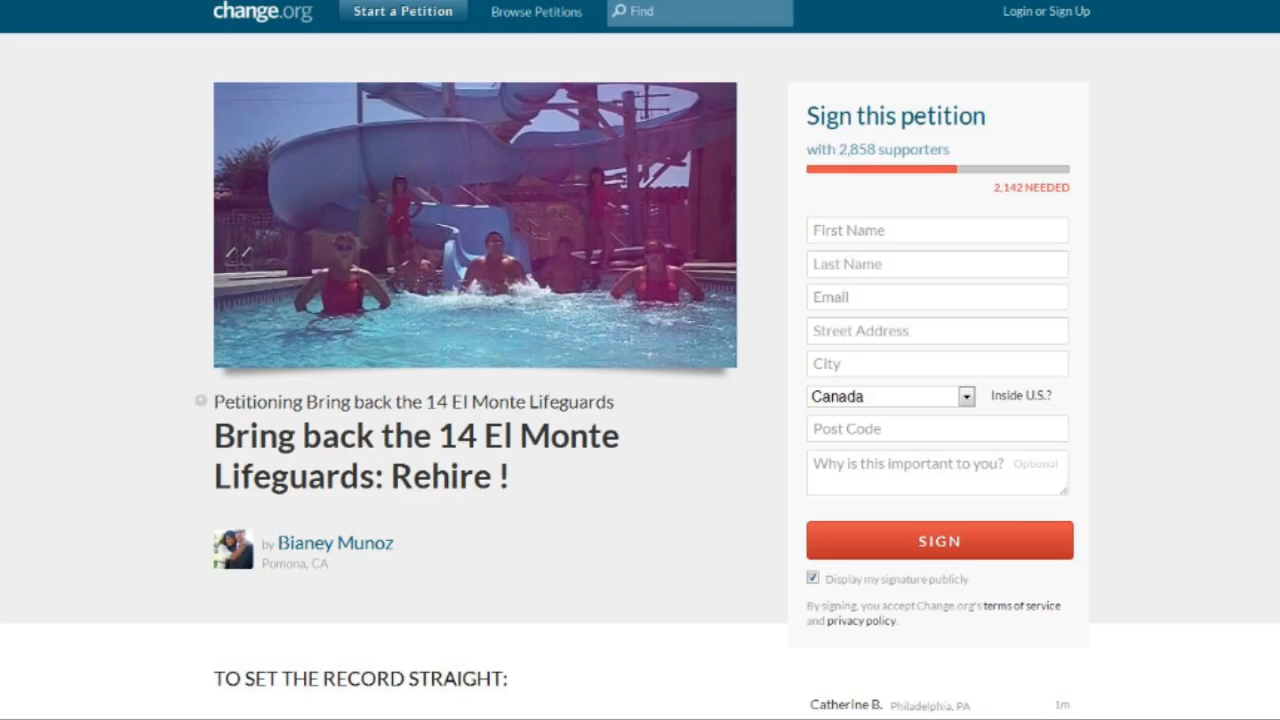 change.org
Start a Petition
Browse Petitions
Find
Login or Sign Up
Petitioning Bring back the 14 El Monte Lifeguards
Bring back the 14 El Monte
Lifeguards: Rehire !
by Bianey Munoz
Pomona, CA
TO SET THE RECORD STRAIGHT:
Sign this petition
with 2,858 supporters
2,142 NEEDED
First Name
Last Name
Email
Street Address
City
Canada
Inside U.S.?
Post Code
Why is this important to you? Optional
SIGN
Display my signature publicly
By signing, you accept Change.org's terms of service
and privacy policy.
Catherine B. Philadelphia, PA 1m